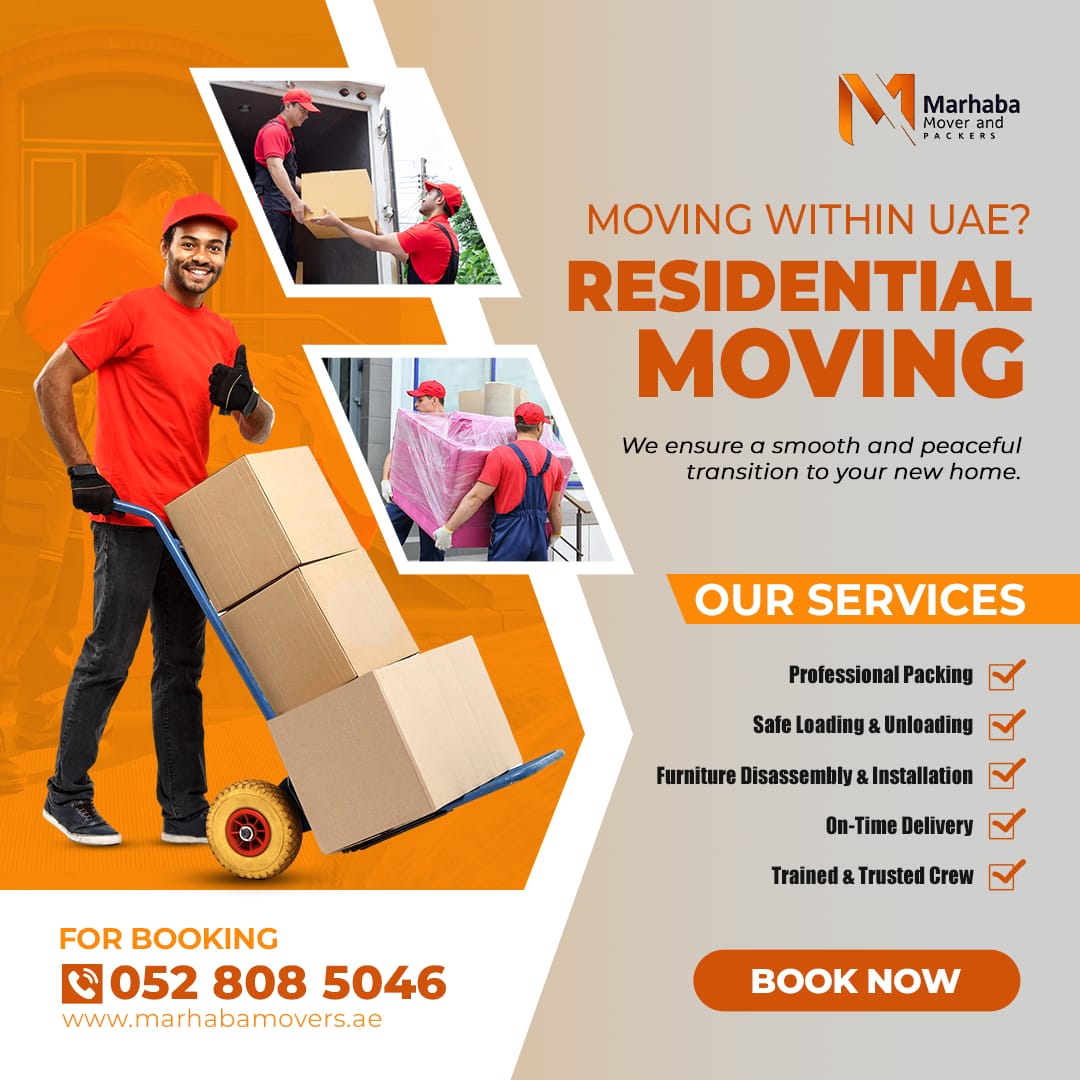 Marhaba
Mover and
PACKERS
MOVING WITHIN UAE?
RESIDENTIAL
MOVING
We ensure a smooth and peaceful
transition to your new home.
OUR SERVICES
Professional Packing
Safe Loading & Unloading
Furniture Disassembly & Installation
On-Time Delivery
Trained & Trusted Crew
FOR BOOKING
052 808 5046
www.marhabamovers.ae
BOOK NOW